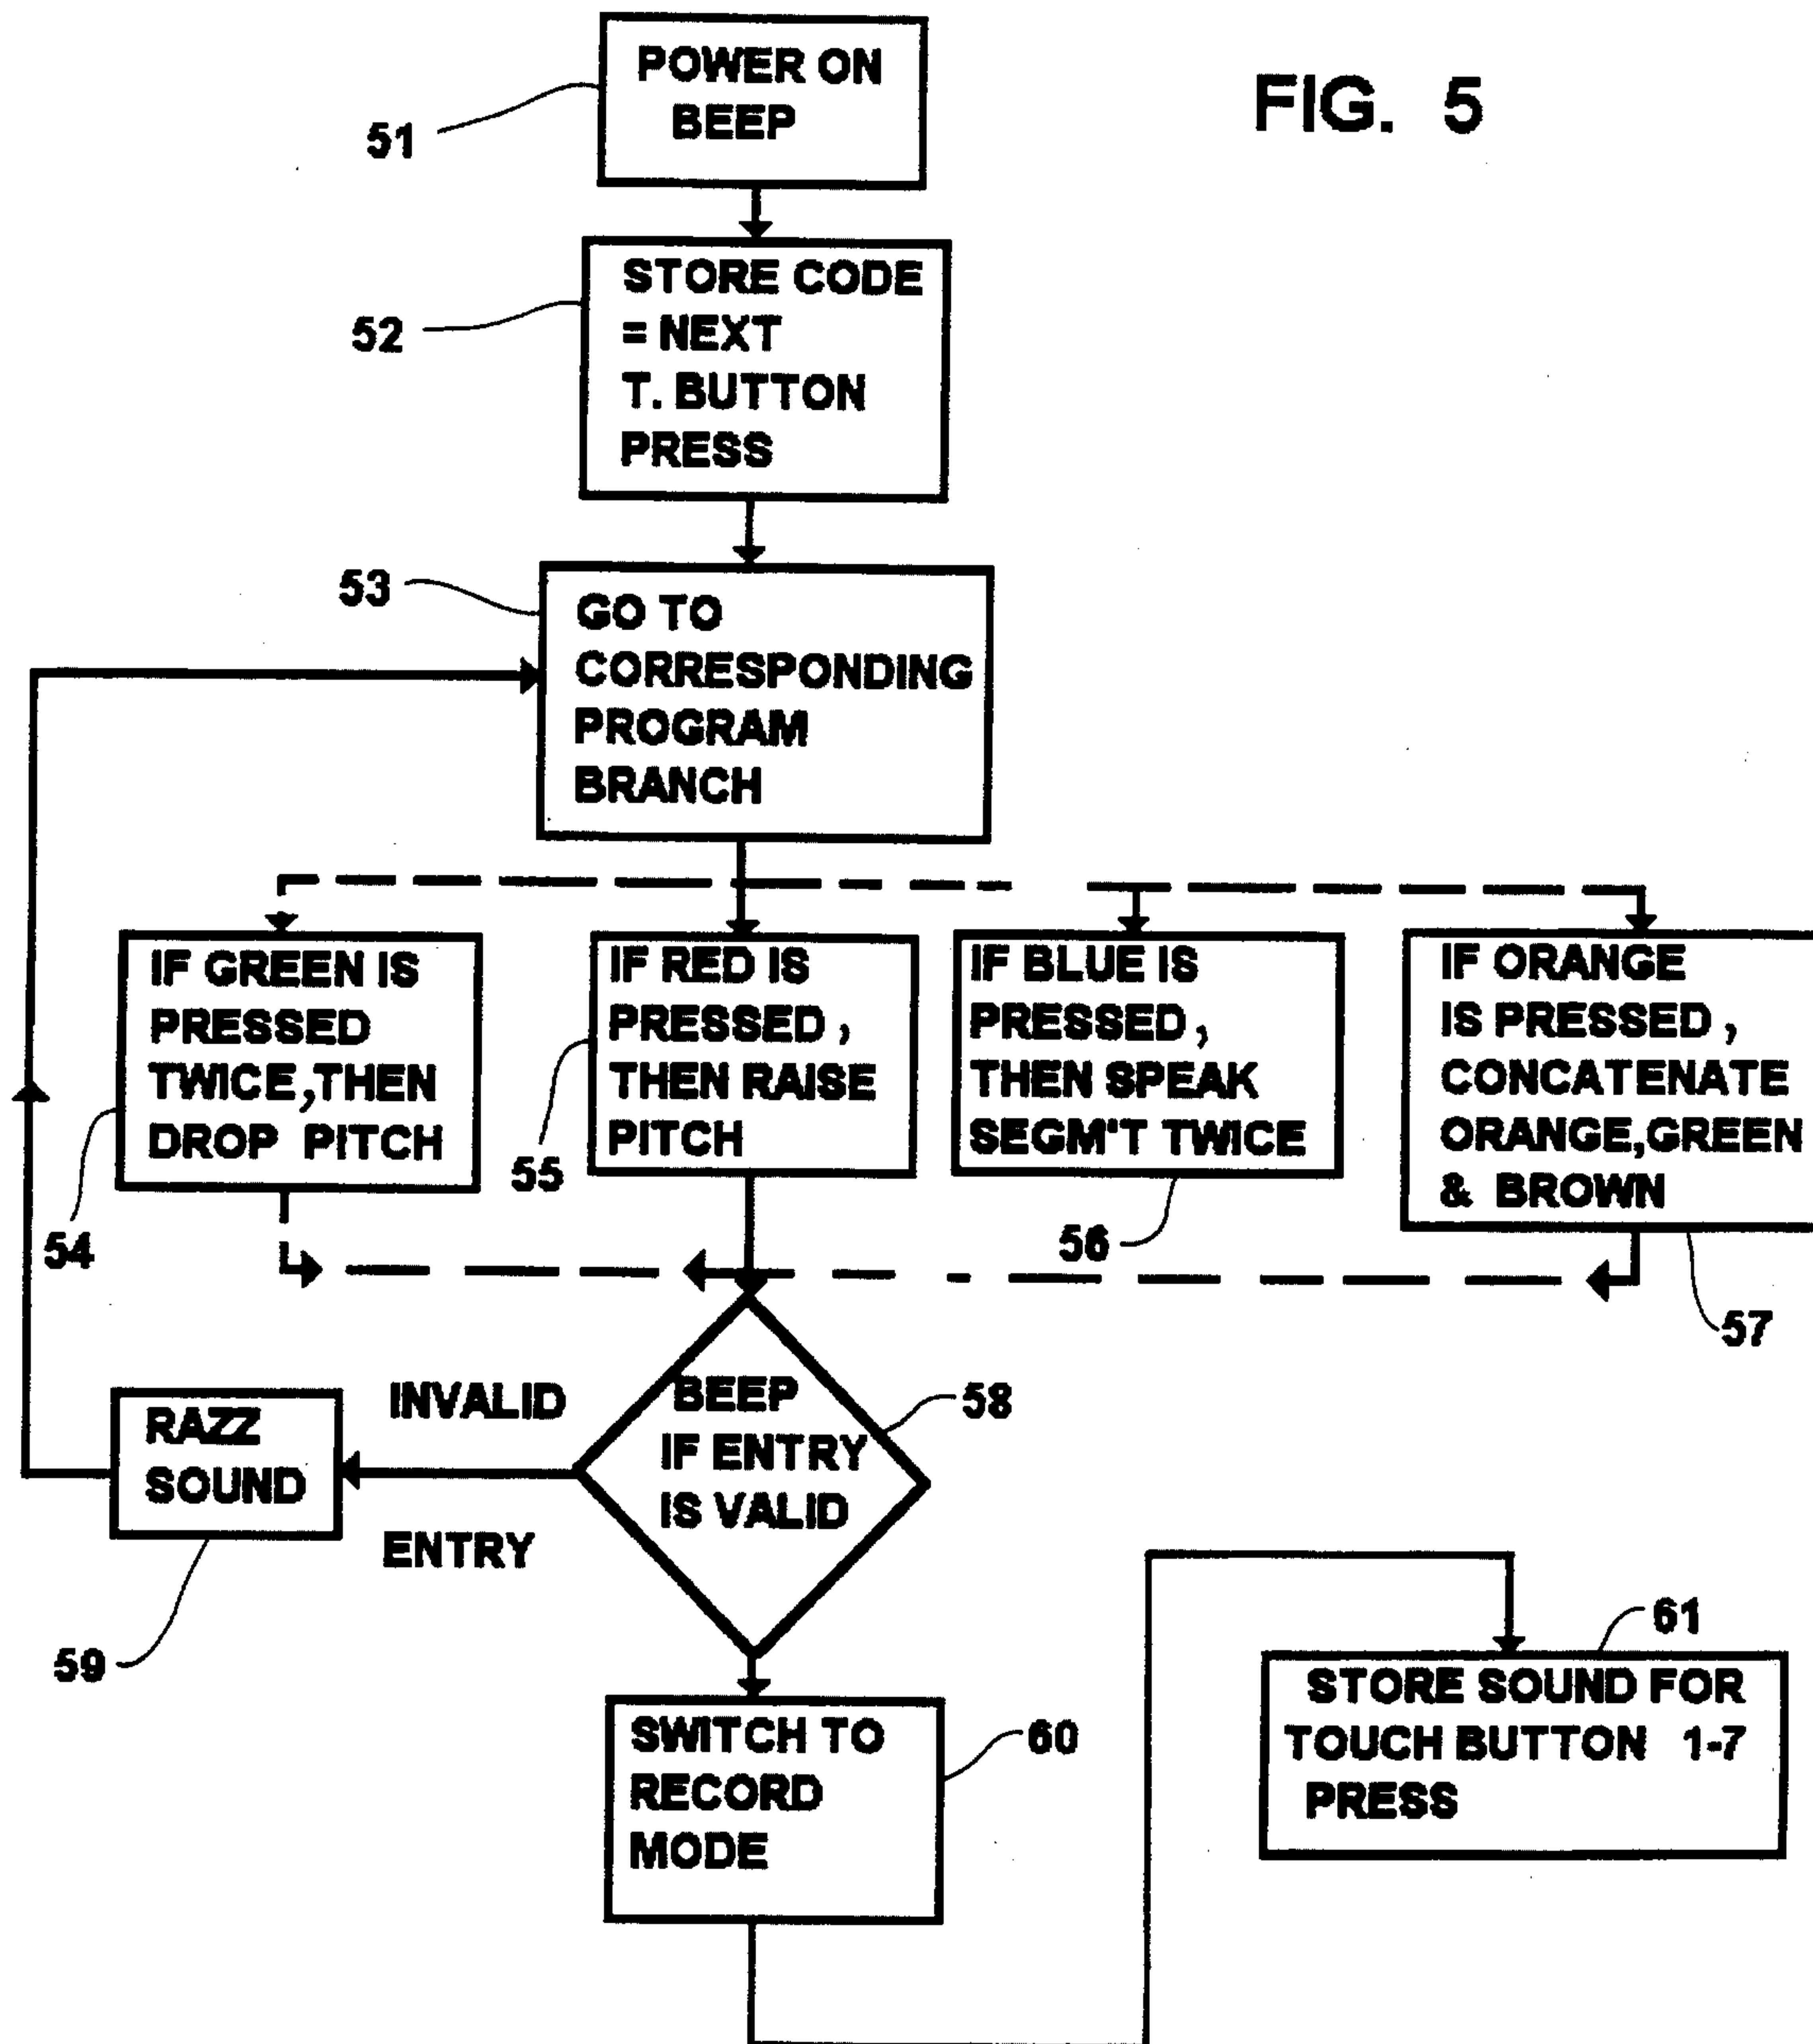 FIG. 5
POWER ON
BEEP
51
STORE CODE
= NEXT
T. BUTTON
PRESS
52
53
GO TO
CORRESPONDING
PROGRAM
BRANCH
IF GREEN IS
PRESSED
TWICE,THEN
DROP PITCH
54
IF RED IS
PRESSED ,
THEN RAISE
PITCH
55
IF BLUE IS
PRESSED,
THEN SPEAK
SEGM'T TWICE
56
IF ORANGE
IS PRESSED ,
CONCATENATE
ORANGE,GREEN
& BROWN
57
BEEP
IF ENTRY
IS VALID
58
INVALID
ENTRY
RAZZ
SOUND
59
SWITCH TO
RECORD
MODE
60
61
STORE SOUND FOR
TOUCH BUTTON 1-7
PRESS